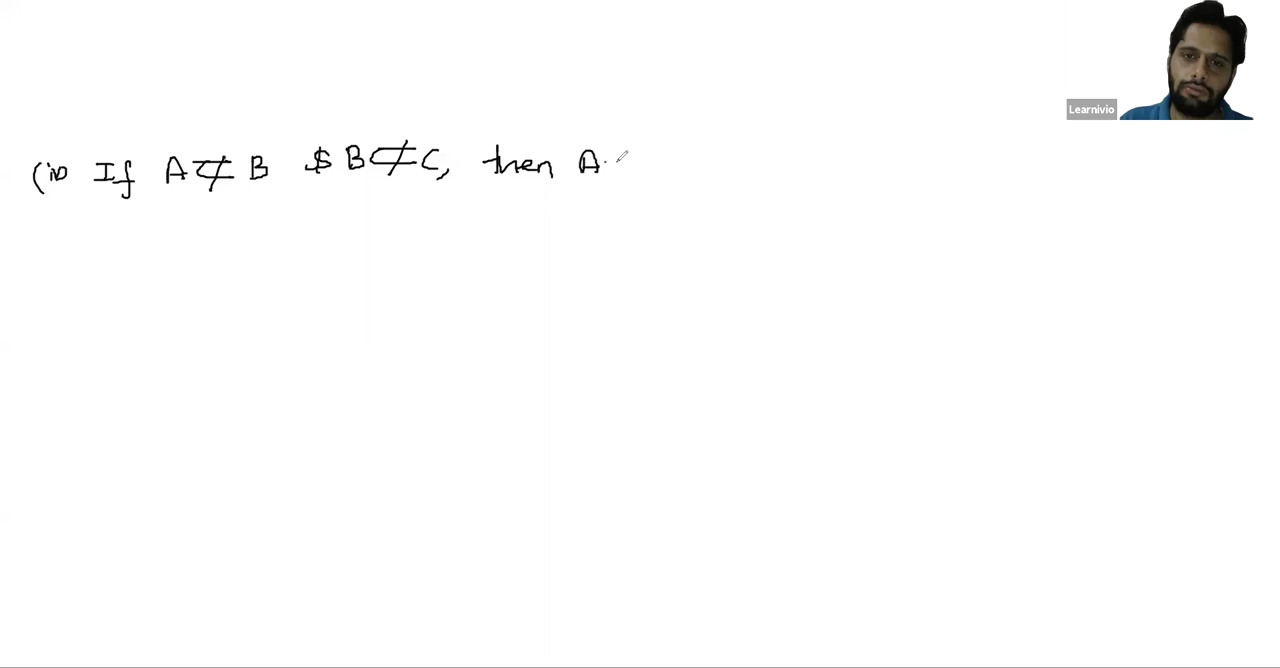 Learnivio
(iv) If A ⊄ B $ B ⊄ C, then A